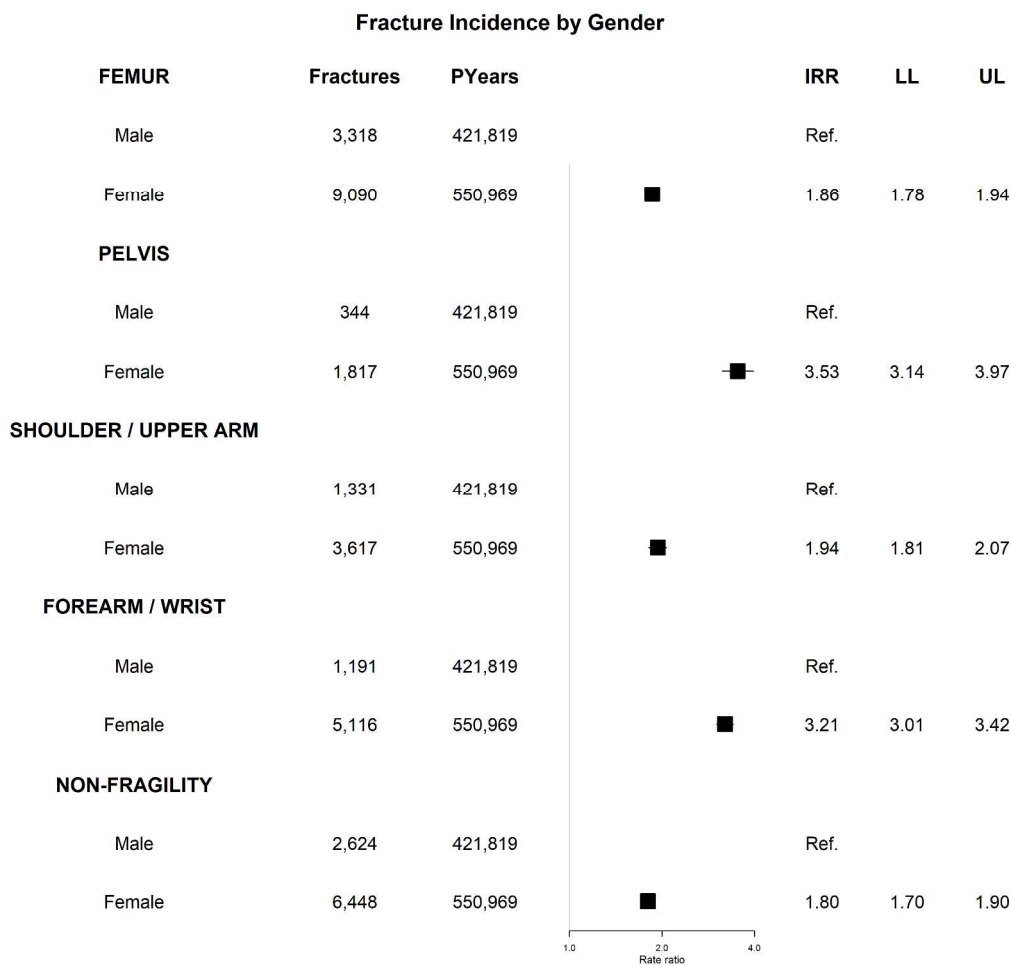 Fracture Incidence by Gender
FEMUR Fractures PYears IRR LL UL
Male 3,318 421,819 Ref.
Female 9,090 550,969 1.86 1.78 1.94
PELVIS
Male 344 421,819 Ref.
Female 1,817 550,969 3.53 3.14 3.97
SHOULDER / UPPER ARM
Male 1,331 421,819 Ref.
Female 3,617 550,969 1.94 1.81 2.07
FOREARM / WRIST
Male 1,191 421,819 Ref.
Female 5,116 550,969 3.21 3.01 3.42
NON-FRAGILITY
Male 2,624 421,819 Ref.
Female 6,448 550,969 1.80 1.70 1.90
1.0 2.0 4.0
Rate ratio